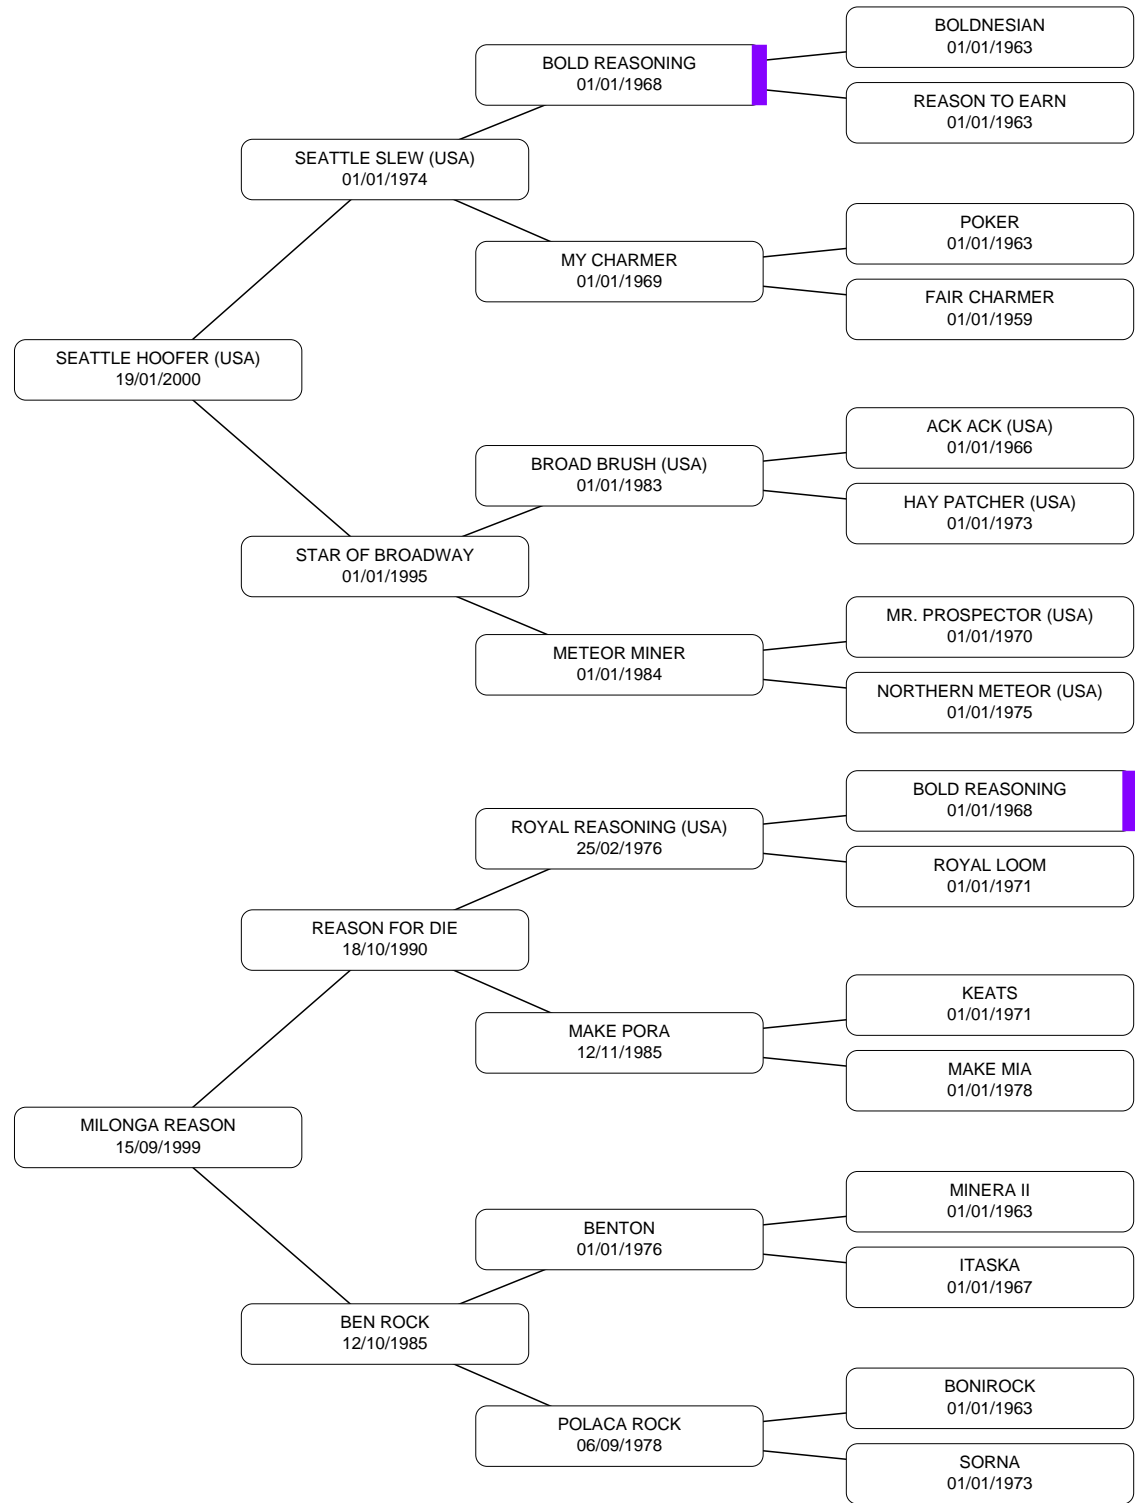 BOLDNESIAN
01/01/1963
BOLD REASONING
01/01/1968
REASON TO EARN
01/01/1963
SEATTLE SLEW (USA)
01/01/1974
POKER
01/01/1963
MY CHARMER
01/01/1969
FAIR CHARMER
01/01/1959
SEATTLE HOOFER (USA)
19/01/2000
ACK ACK (USA)
01/01/1966
BROAD BRUSH (USA)
01/01/1983
HAY PATCHER (USA)
01/01/1973
STAR OF BROADWAY
01/01/1995
MR. PROSPECTOR (USA)
01/01/1970
METEOR MINER
01/01/1984
NORTHERN METEOR (USA)
01/01/1975
BOLD REASONING
01/01/1968
ROYAL REASONING (USA)
25/02/1976
ROYAL LOOM
01/01/1971
REASON FOR DIE
18/10/1990
KEATS
01/01/1971
MAKE PORA
12/11/1985
MAKE MIA
01/01/1978
MILONGA REASON
15/09/1999
MINERA II
01/01/1963
BENTON
01/01/1976
ITASKA
01/01/1967
BEN ROCK
12/10/1985
BONIROCK
01/01/1963
POLACA ROCK
06/09/1978
SORNA
01/01/1973